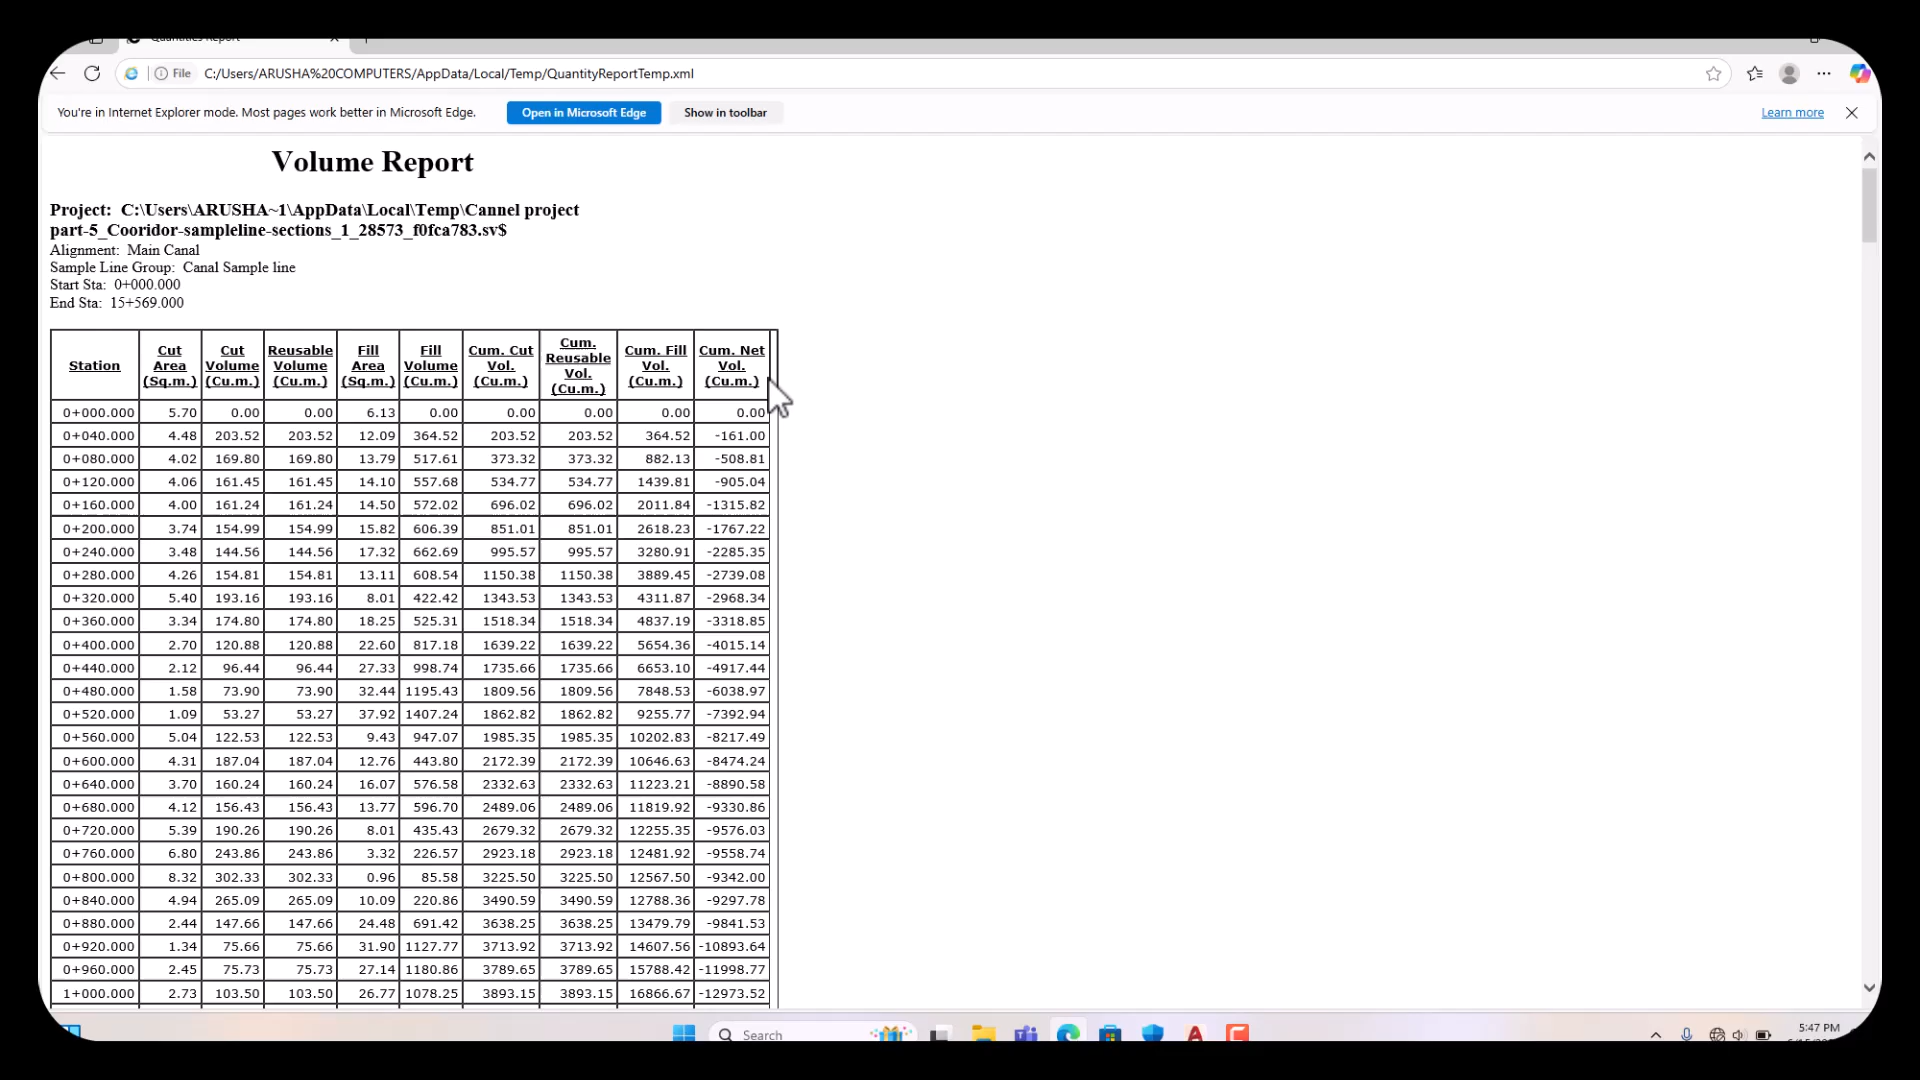 Quantities Report
File C:/Users/ARUSHA%20COMPUTERS/AppData/Local/Temp/QuantityReportTemp.xml
You're in Internet Explorer mode. Most pages work better in Microsoft Edge. Open in Microsoft Edge Show in toolbar Learn more
Volume Report
Project: C:\Users\ARUSHA~1\AppData\Local\Temp\Cannel project
part-5_Cooridor-sampleline-sections_1_28573_f0fca783.sv$
Alignment: Main Canal
Sample Line Group: Canal Sample line
Start Sta: 0+000.000
End Sta: 15+569.000
Station Cut Area (Sq.m.) Cut Volume (Cu.m.) Reusable Volume (Cu.m.) Fill Area (Sq.m.) Fill Volume (Cu.m.) Cum. Cut Vol. (Cu.m.) Cum. Reusable Vol. (Cu.m.) Cum. Fill Vol. (Cu.m.) Cum. Net Vol. (Cu.m.)
0+000.000 5.70 0.00 0.00 6.13 0.00 0.00 0.00 0.00 0.00
0+040.000 4.48 203.52 203.52 12.09 364.52 203.52 203.52 364.52 -161.00
0+080.000 4.02 169.80 169.80 13.79 517.61 373.32 373.32 882.13 -508.81
0+120.000 4.06 161.45 161.45 14.10 557.68 534.77 534.77 1439.81 -905.04
0+160.000 4.00 161.24 161.24 14.50 572.02 696.02 696.02 2011.84 -1315.82
0+200.000 3.74 154.99 154.99 15.82 606.39 851.01 851.01 2618.23 -1767.22
0+240.000 3.48 144.56 144.56 17.32 662.69 995.57 995.57 3280.91 -2285.35
0+280.000 4.26 154.81 154.81 13.11 608.54 1150.38 1150.38 3889.45 -2739.08
0+320.000 5.40 193.16 193.16 8.01 422.42 1343.53 1343.53 4311.87 -2968.34
0+360.000 3.34 174.80 174.80 18.25 525.31 1518.34 1518.34 4837.19 -3318.85
0+400.000 2.70 120.88 120.88 22.60 817.18 1639.22 1639.22 5654.36 -4015.14
0+440.000 2.12 96.44 96.44 27.33 998.74 1735.66 1735.66 6653.10 -4917.44
0+480.000 1.58 73.90 73.90 32.44 1195.43 1809.56 1809.56 7848.53 -6038.97
0+520.000 1.09 53.27 53.27 37.92 1407.24 1862.82 1862.82 9255.77 -7392.94
0+560.000 5.04 122.53 122.53 9.43 947.07 1985.35 1985.35 10202.83 -8217.49
0+600.000 4.31 187.04 187.04 12.76 443.80 2172.39 2172.39 10646.63 -8474.24
0+640.000 3.70 160.24 160.24 16.07 576.58 2332.63 2332.63 11223.21 -8890.58
0+680.000 4.12 156.43 156.43 13.77 596.70 2489.06 2489.06 11819.92 -9330.86
0+720.000 5.39 190.26 190.26 8.01 435.43 2679.32 2679.32 12255.35 -9576.03
0+760.000 6.80 243.86 243.86 3.32 226.57 2923.18 2923.18 12481.92 -9558.74
0+800.000 8.32 302.33 302.33 0.96 85.58 3225.50 3225.50 12567.50 -9342.00
0+840.000 4.94 265.09 265.09 10.09 220.86 3490.59 3490.59 12788.36 -9297.78
0+880.000 2.44 147.66 147.66 24.48 691.42 3638.25 3638.25 13479.79 -9841.53
0+920.000 1.34 75.66 75.66 31.90 1127.77 3713.92 3713.92 14607.56 -10893.64
0+960.000 2.45 75.73 75.73 27.14 1180.86 3789.65 3789.65 15788.42 -11998.77
1+000.000 2.73 103.50 103.50 26.77 1078.25 3893.15 3893.15 16866.67 -12973.52
Search
5:47 PM